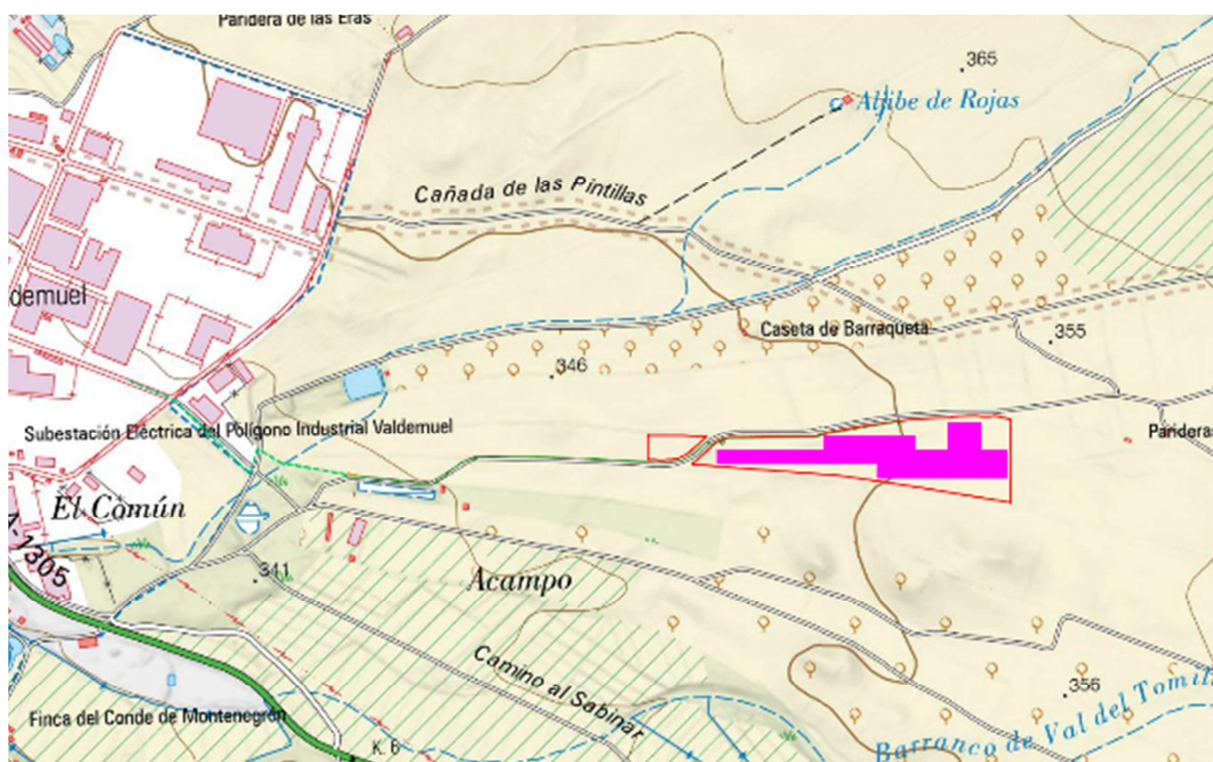 Paridera de las Eras
365
Aljibe de Rojas
Cañada de las Pintillas
demuel
Caseta de Barraqueta
355
346
Subestación Eléctrica del Polígono Industrial Valdemuel
Parideras
El Común
-1305
341
Acampo
Camino al Sabinar
356
Finca del Conde de Montenegrón
K. 6
Barranco de Val del Tomill